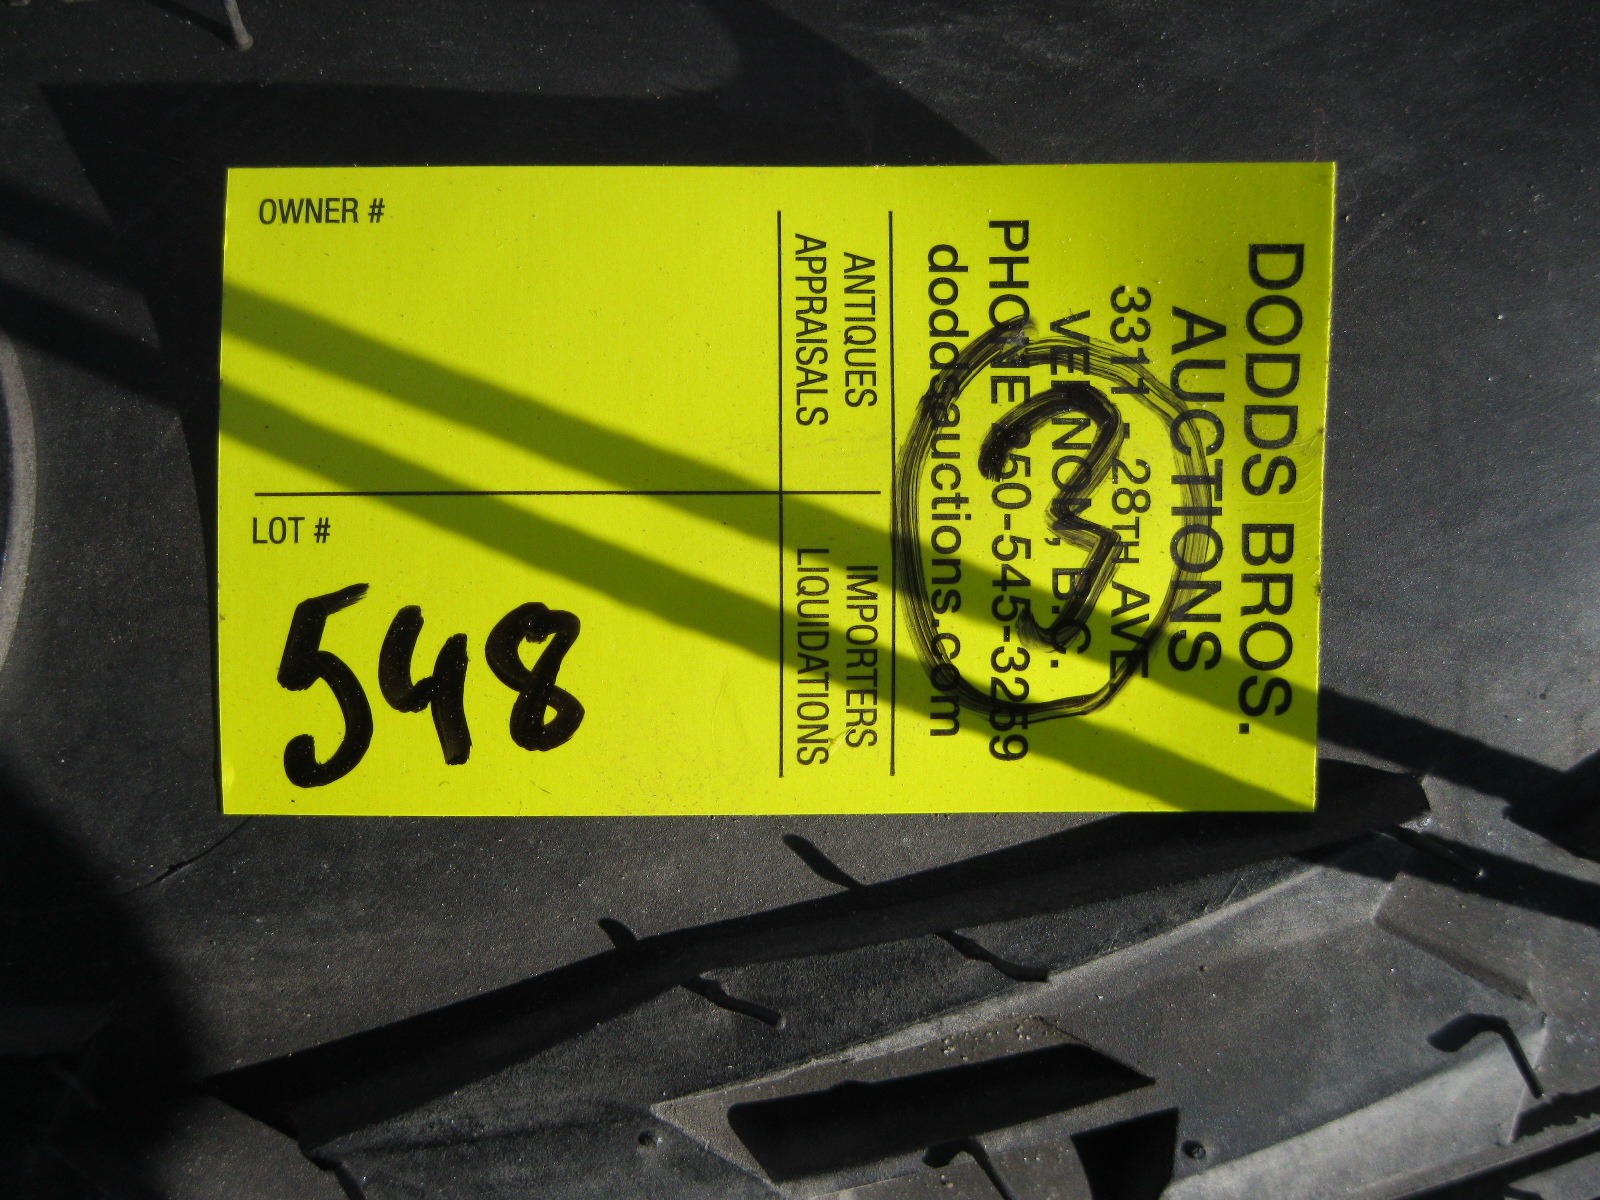 DODDS BROS.
AUCTIONS
3311 - 28TH AVE
VERNON, B.C.
PHONE 250-545-3259
doddsauctions.com
ANTIQUES IMPORTERS
APPRAISALS LIQUIDATIONS
OWNER #
LOT #
548